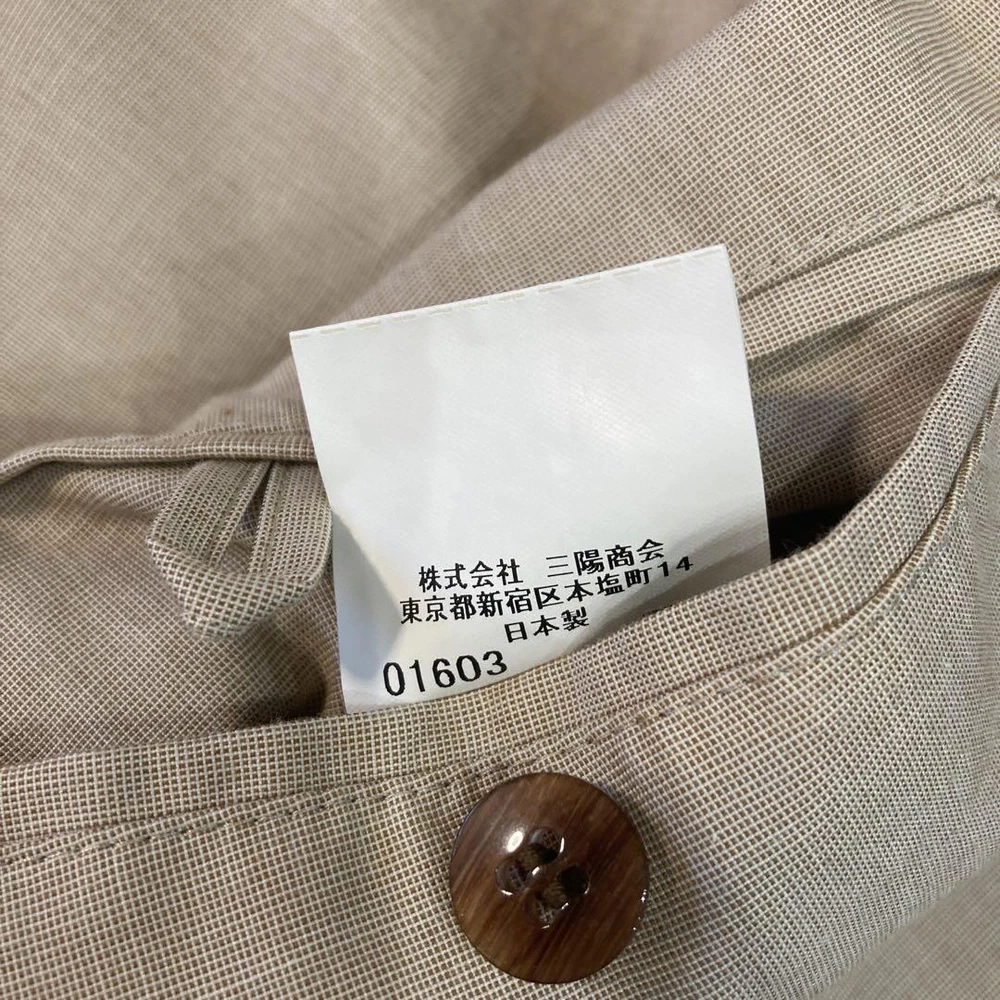 株式会社 三陽商会
東京都新宿区本塩町14
日本製
01603